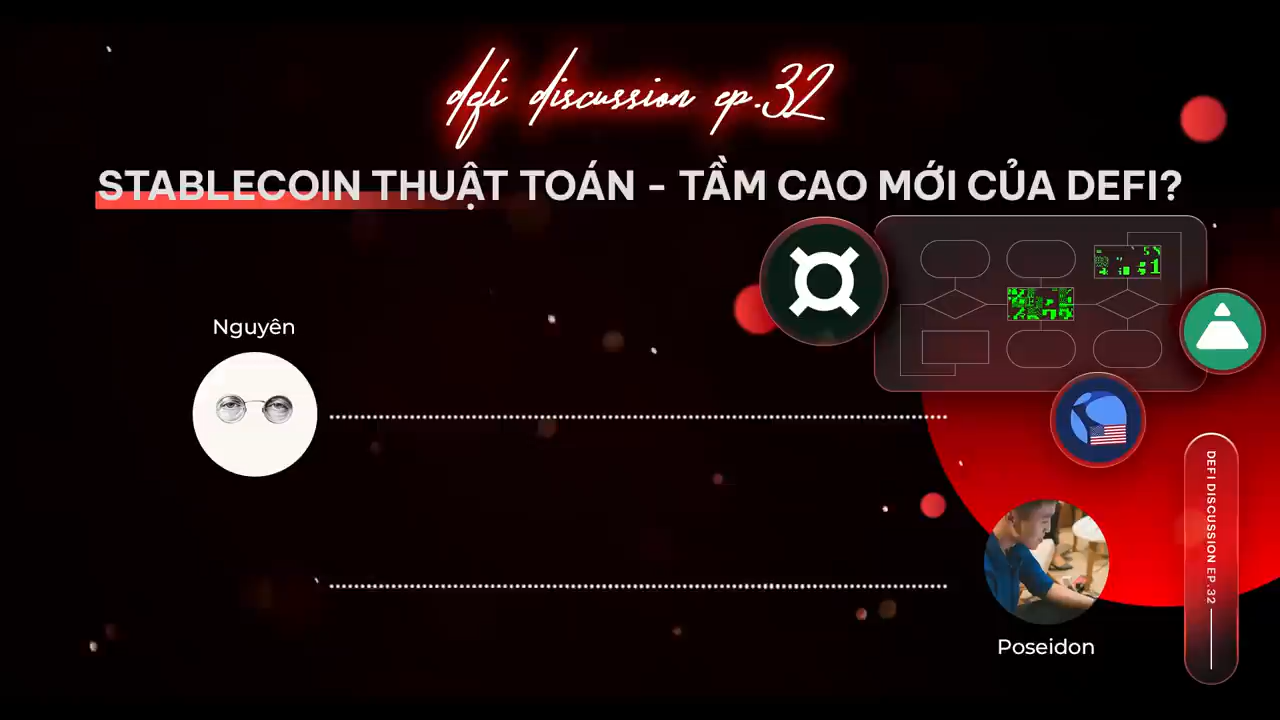 defi discussion ep.32
STABLECOIN THUẬT TOÁN - TẦM CAO MỚI CỦA DEFI?
Nguyên
Poseidon
DEFI DISCUSSION EP.32